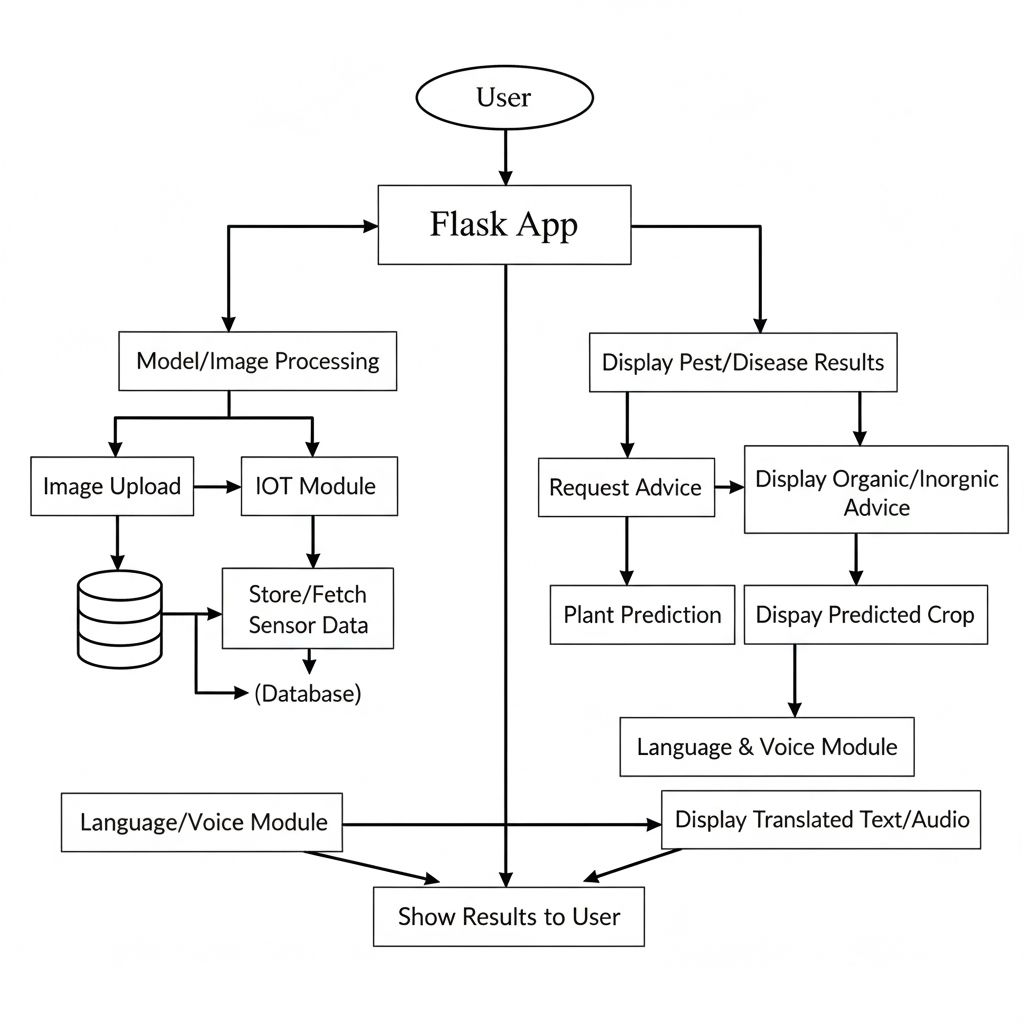 User
Flask App
Model/Image Processing
Display Pest/Disease Results
Image Upload
IOT Module
Request Advice
Display Organic/Inorgnic
Advice
Store/Fetch
Sensor Data
Plant Prediction
Dispay Predicted Crop
(Database)
Language & Voice Module
Language/Voice Module
Display Translated Text/Audio
Show Results to User